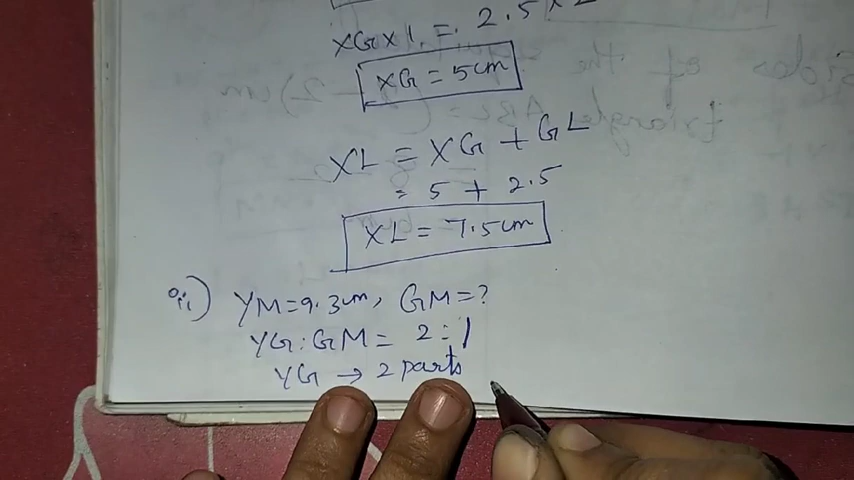 XG×1 = 2.5×2
XG = 5cm
XL = XG + GL
= 5 + 2.5
XL = 7.5cm
ii) YM=9.3cm, GM=?
YG:GM = 2:1
YG → 2 parts